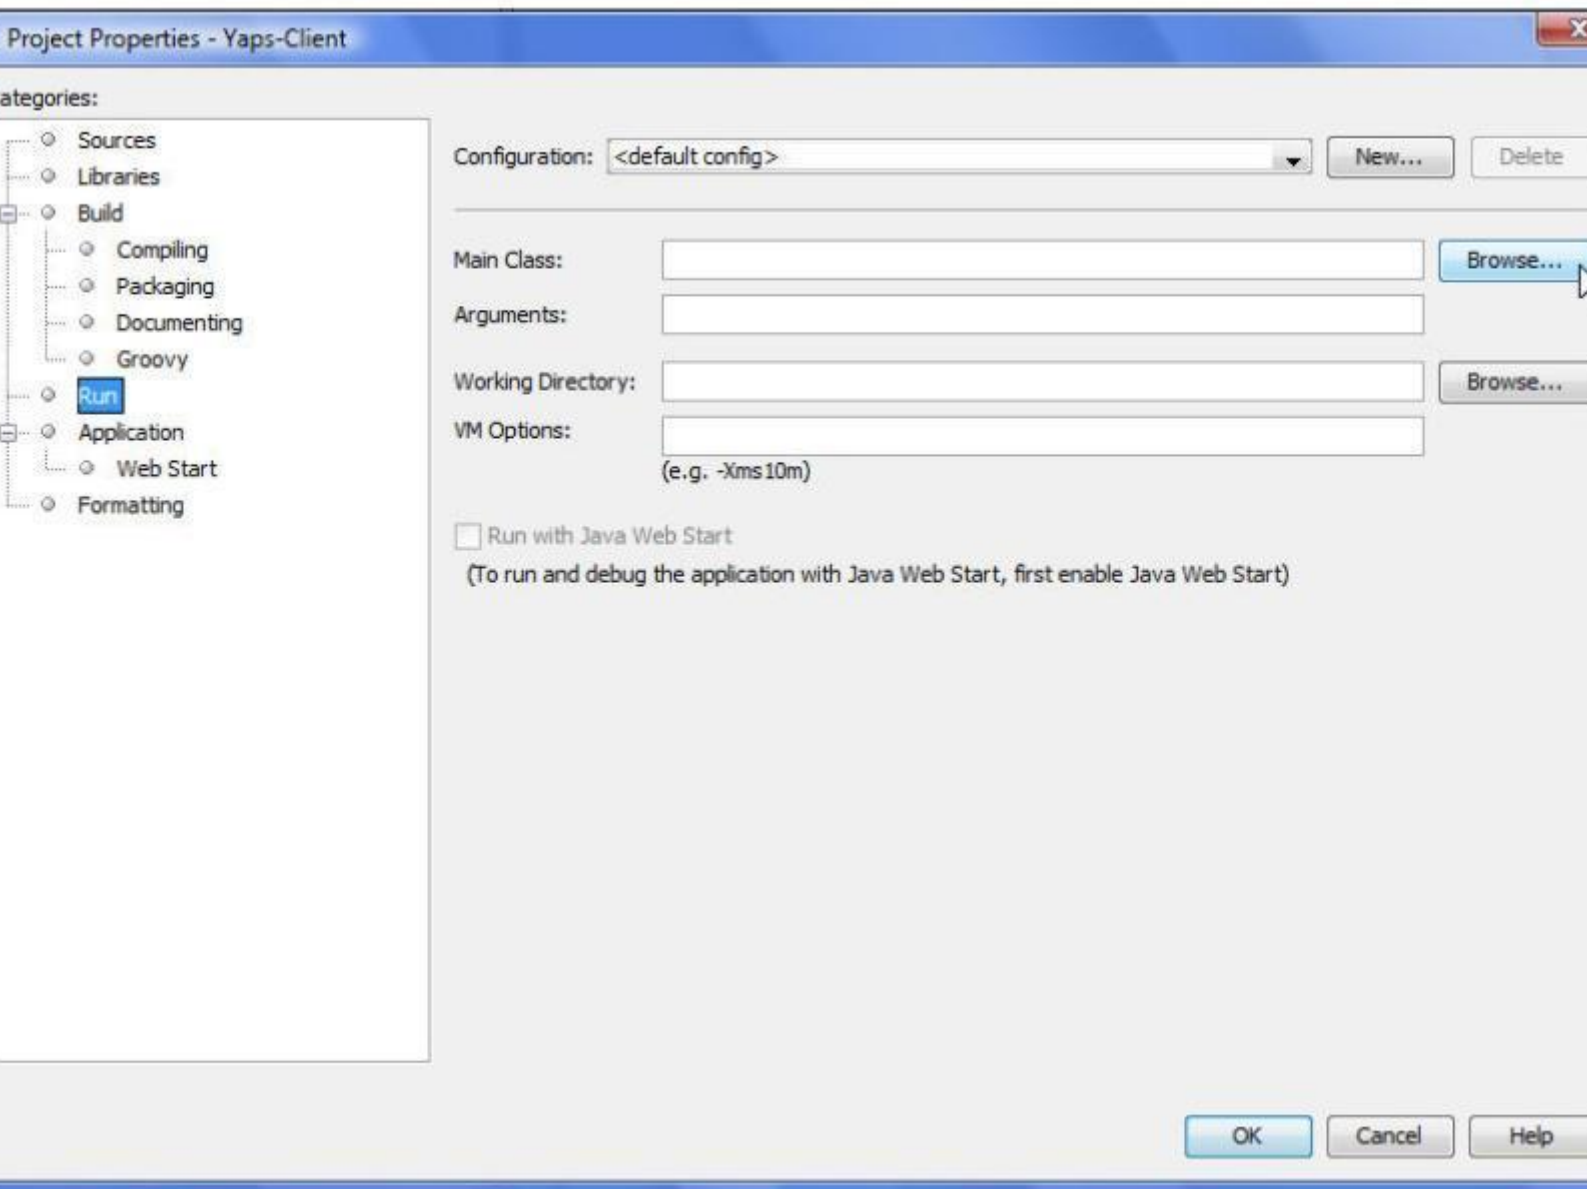 Project Properties - Yaps-Client
ategories:
Sources
Libraries
Build
Compiling
Packaging
Documenting
Groovy
Run
Application
Web Start
Formatting
Configuration: <default config> New... Delete
Main Class: Browse...
Arguments:
Working Directory: Browse...
VM Options:
(e.g. -Xms10m)
Run with Java Web Start
(To run and debug the application with Java Web Start, first enable Java Web Start)
OK Cancel Help